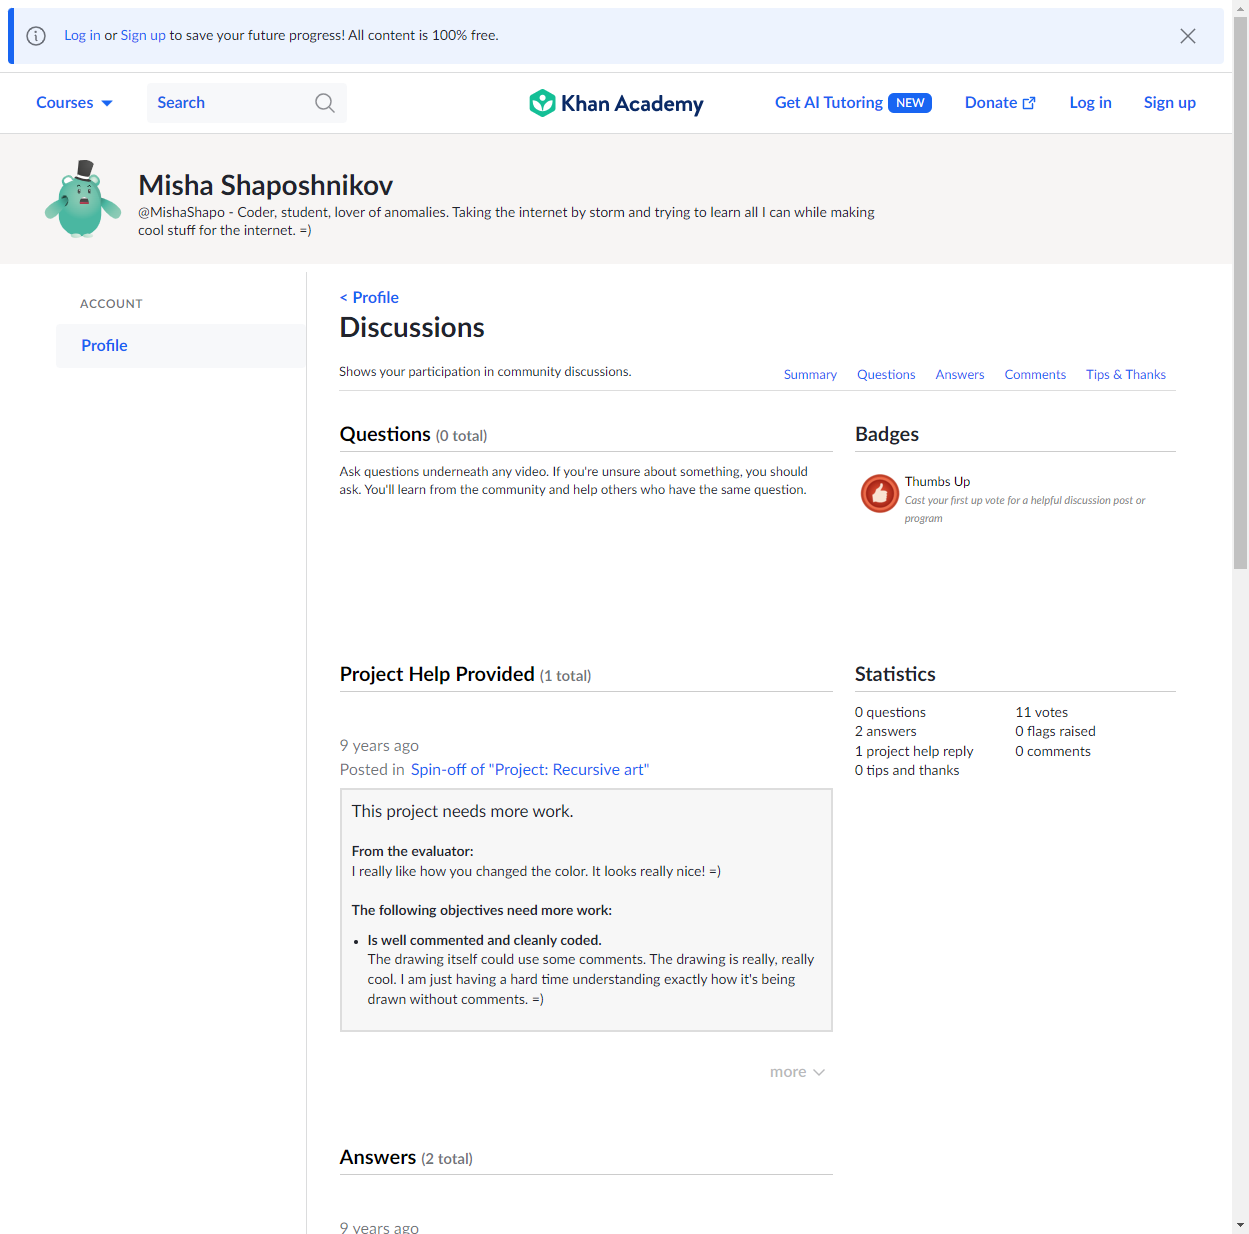 Log in or Sign up to save your future progress! All content is 100% free.
Courses
Search
Khan Academy
Get AI Tutoring NEW
Donate
Log in
Sign up
Misha Shaposhnikov
@MishaShapo - Coder, student, lover of anomalies. Taking the internet by storm and trying to learn all I can while making
cool stuff for the internet. =)
ACCOUNT
Profile
< Profile
Discussions
Shows your participation in community discussions.
Summary
Questions
Answers
Comments
Tips & Thanks
Questions (0 total)
Ask questions underneath any video. If you're unsure about something, you should
ask. You'll learn from the community and help others who have the same question.
Badges
Thumbs Up
Cast your first up vote for a helpful discussion post or
program
Project Help Provided (1 total)
9 years ago
Posted in Spin-off of "Project: Recursive art"
This project needs more work.
From the evaluator:
I really like how you changed the color. It looks really nice! =)
The following objectives need more work:
• Is well commented and cleanly coded.
The drawing itself could use some comments. The drawing is really, really
cool. I am just having a hard time understanding exactly how it's being
drawn without comments. =)
more
Statistics
0 questions
2 answers
1 project help reply
0 tips and thanks
11 votes
0 flags raised
0 comments
Answers (2 total)
9 years ago